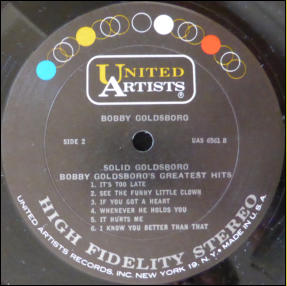 UNITED
ARTISTS
®
BOBBY GOLDSBORO
SIDE 2
UAS 6561 B
SOLID GOLDSBORO
BOBBY GOLDSBORO'S GREATEST HITS
1. IT'S TOO LATE
2. SEE THE FUNNY LITTLE CLOWN
3. IF YOU GOT A HEART
4. WHENEVER HE HOLDS YOU
5. IT HURTS ME
6. I KNOW YOU BETTER THAN THAT
HIGH FIDELITY STEREO
UNITED ARTISTS RECORDS, INC. NEW YORK 19, N.Y. • MADE IN U.S.A.